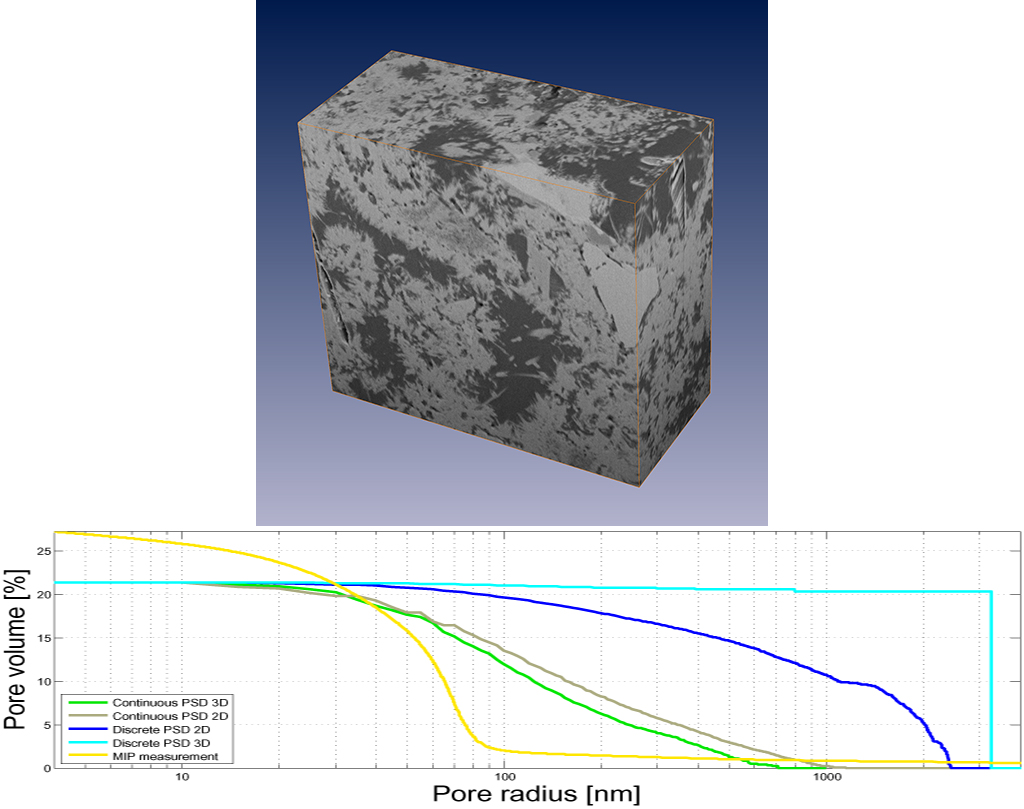 25
20
15
10
5
0
Pore volume [%]
Continuous PSD 3D
Continuous PSD 2D
Discrete PSD 2D
Discrete PSD 3D
MIP measurement
10
100
1000
Pore radius [nm]